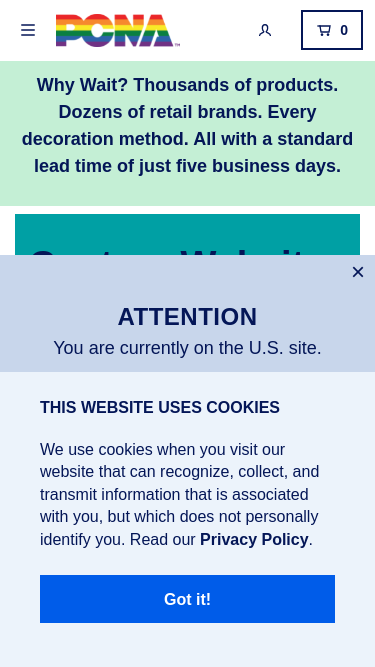 PCNA™
0
Why Wait? Thousands of products.
Dozens of retail brands. Every
decoration method. All with a standard
lead time of just five business days.
ATTENTION
You are currently on the U.S. site.
THIS WEBSITE USES COOKIES
We use cookies when you visit our
website that can recognize, collect, and
transmit information that is associated
with you, but which does not personally
identify you. Read our Privacy Policy.
Got it!